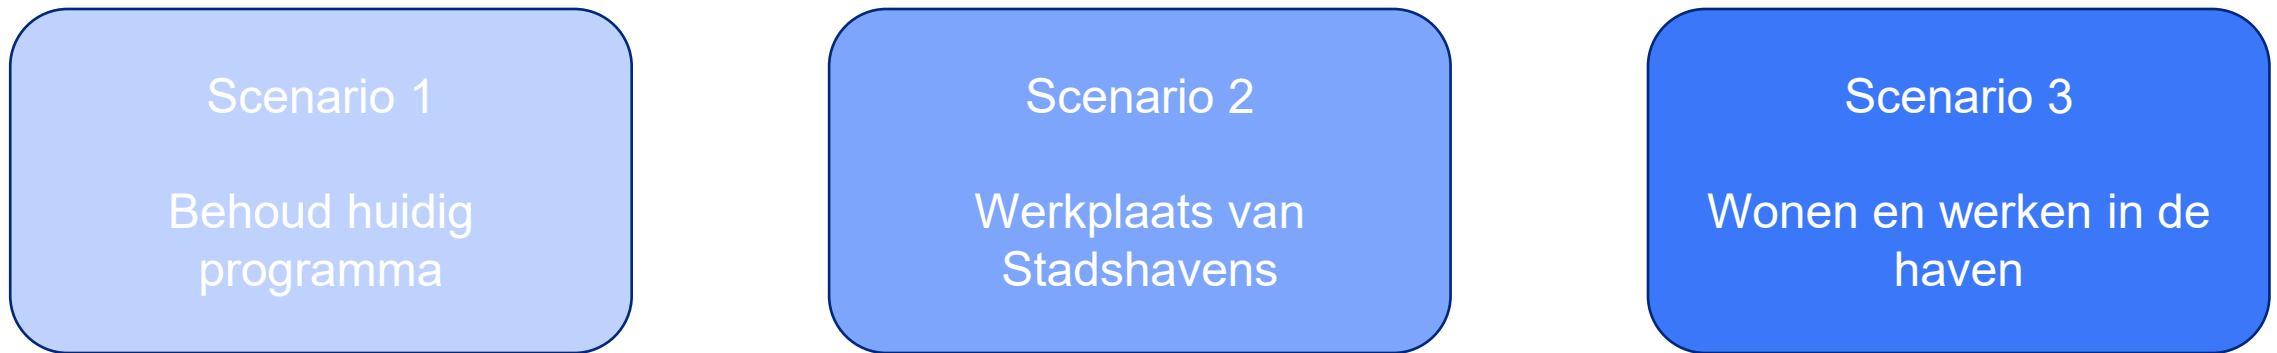 Scenario 1
Behoud huidig
programma
Scenario 2
Werkplaats van
Stadshavens
Scenario 3
Wonen en werken in de
haven